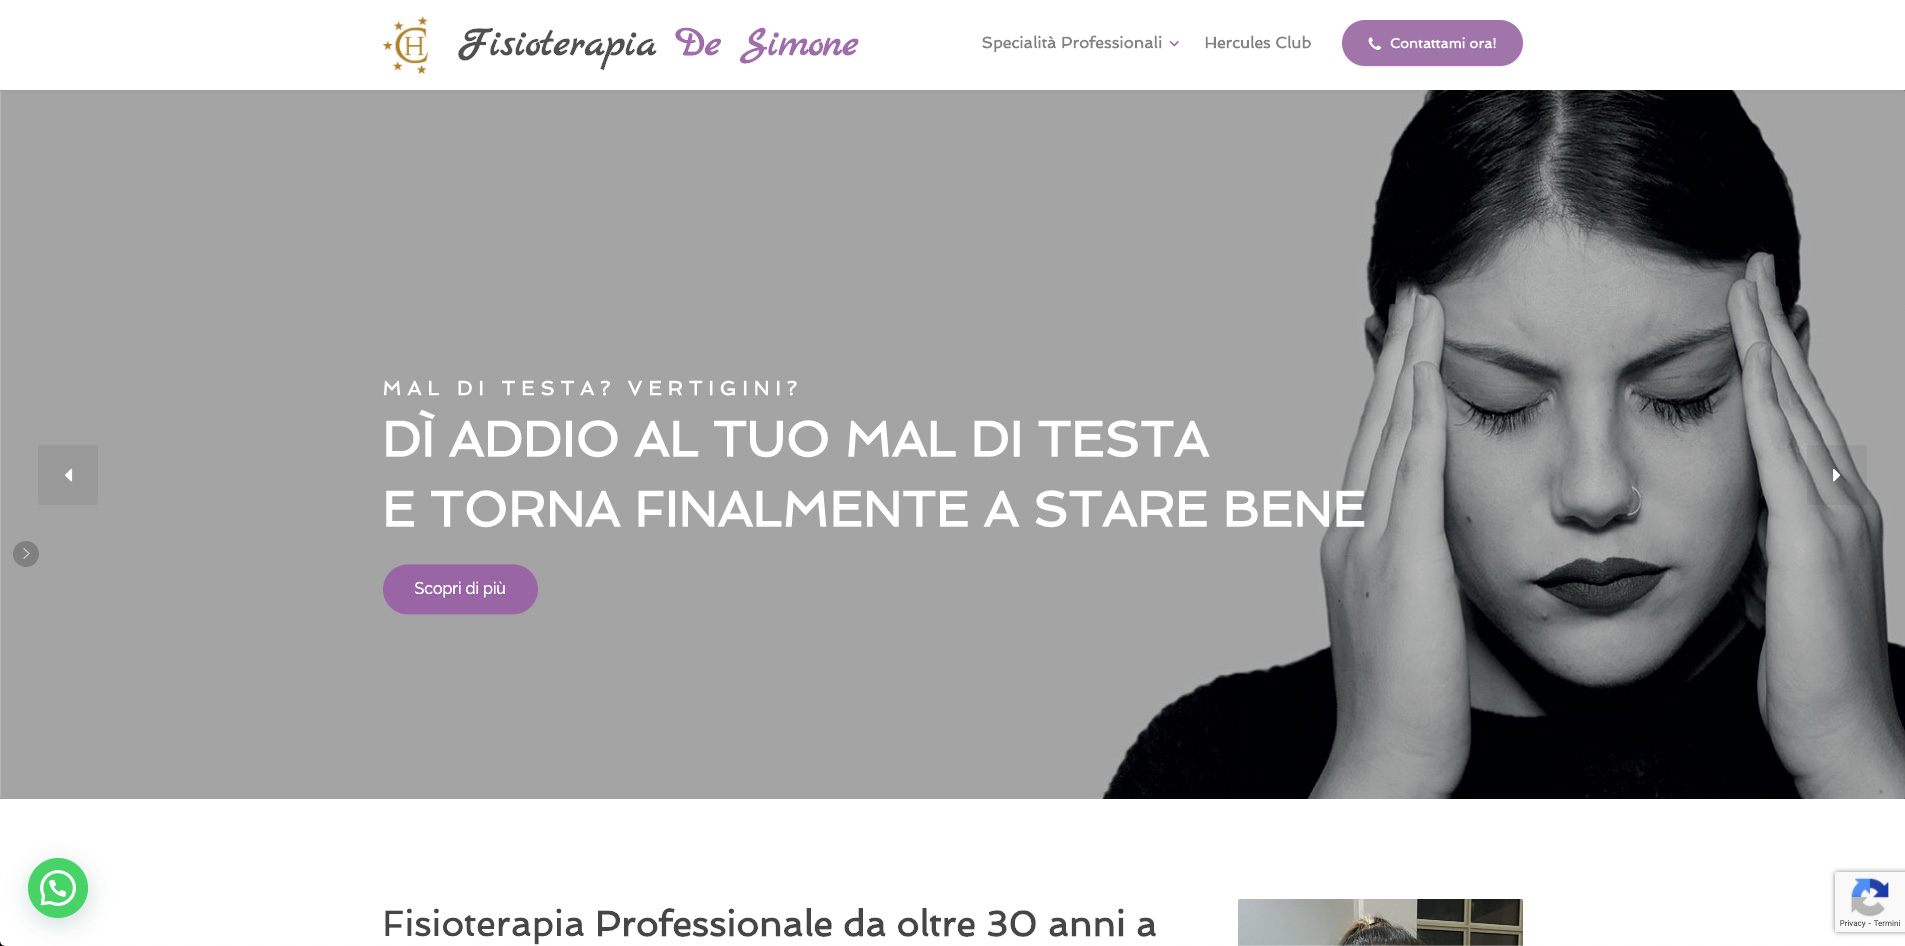 CH
Fisioterapia De Simone
Specialità Professionali
Hercules Club
Contattami ora!
MAL DI TESTA? VERTIGINI?
DÌ ADDIO AL TUO MAL DI TESTA
E TORNA FINALMENTE A STARE BENE
Scopri di più
Fisioterapia Professionale da oltre 30 anni a
Privacy - Termini